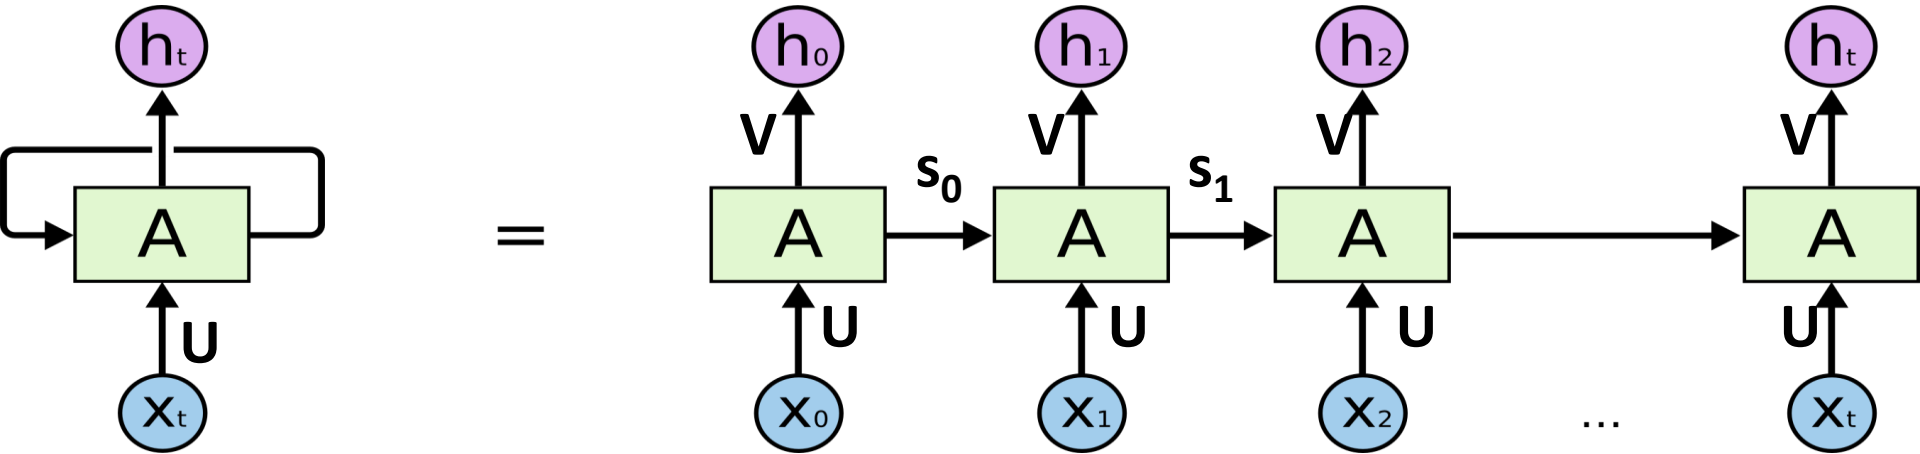 hₜ h₀ h₁ h₂ hₜ
V V V V
s₀ s₁
A = A A A A
U U U U U
xₜ x₀ x₁ x₂ ... xₜ